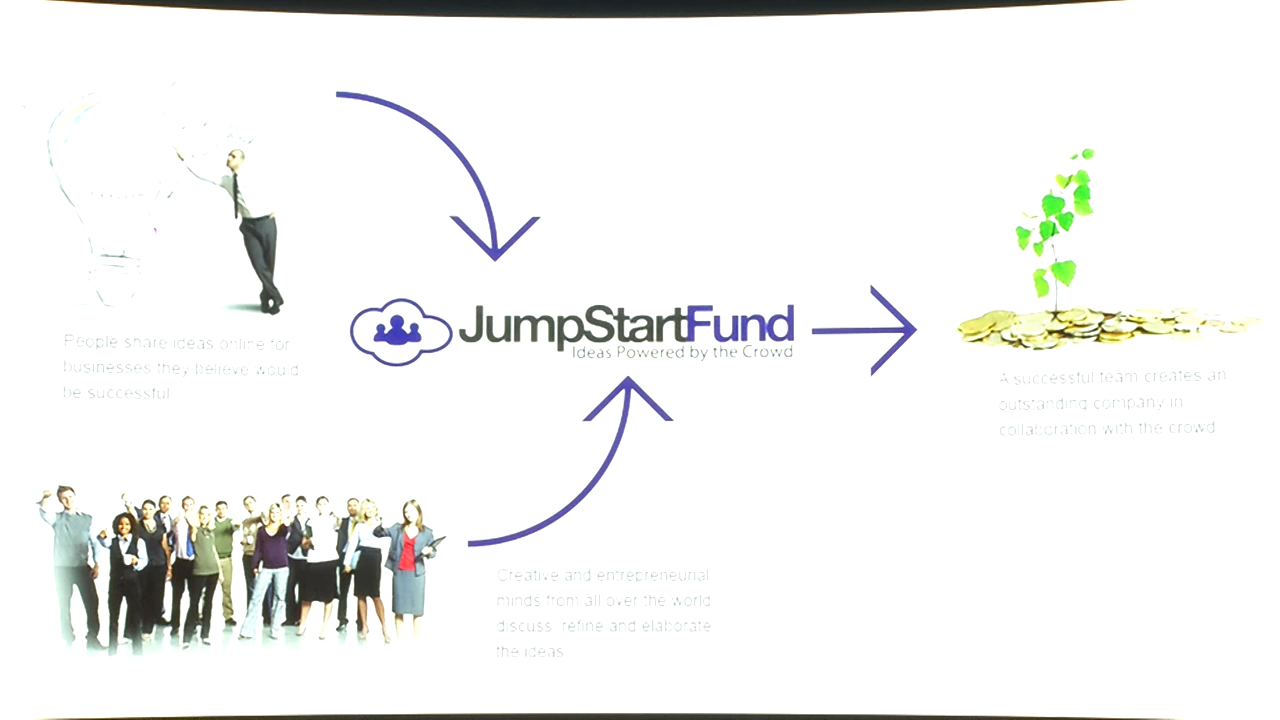 People share ideas online for
businesses they believe would
be successful
JumpStartFund
Ideas Powered by the Crowd
A successful team creates an
outstanding company in
collaboration with the crowd
Creative and entrepreneurial
minds from all over the world
discuss, refine and elaborate
the ideas